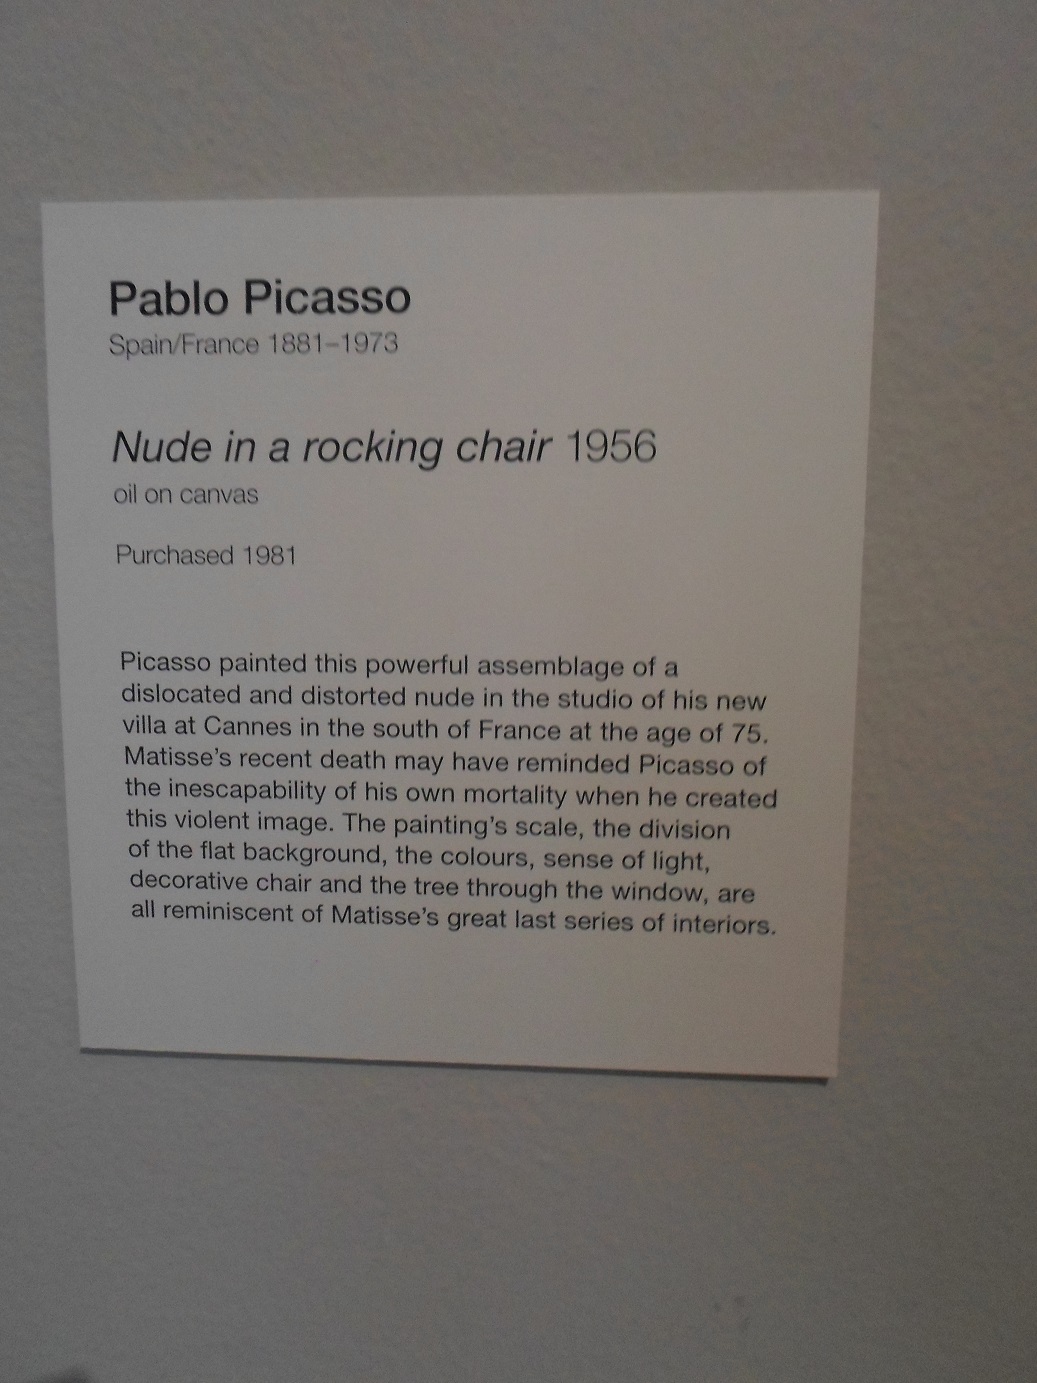 Pablo Picasso
Spain/France 1881–1973
Nude in a rocking chair 1956
oil on canvas
Purchased 1981
Picasso painted this powerful assemblage of a
dislocated and distorted nude in the studio of his new
villa at Cannes in the south of France at the age of 75.
Matisse's recent death may have reminded Picasso of
the inescapability of his own mortality when he created
this violent image. The painting's scale, the division
of the flat background, the colours, sense of light,
decorative chair and the tree through the window, are
all reminiscent of Matisse's great last series of interiors.